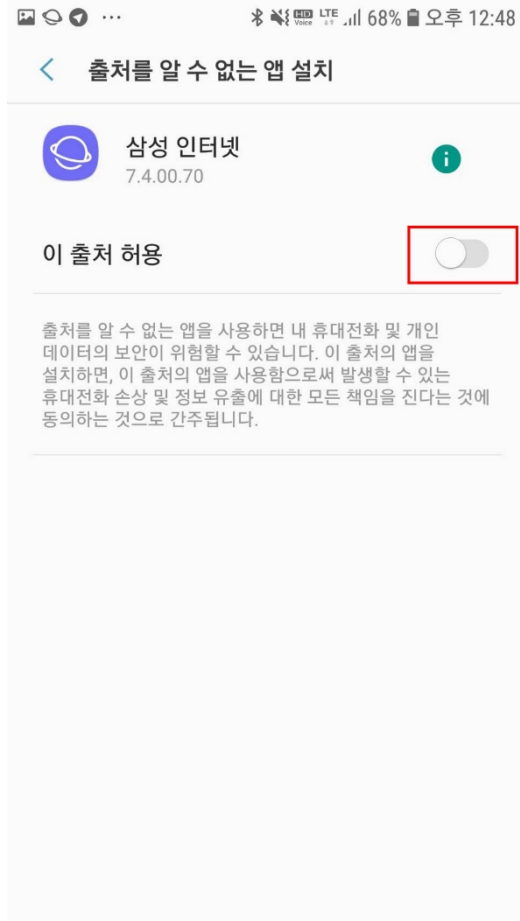 HD Voice LTE 68% 오후 12:48
출처를 알 수 없는 앱 설치
삼성 인터넷
7.4.00.70
이 출처 허용
출처를 알 수 없는 앱을 사용하면 내 휴대전화 및 개인
데이터의 보안이 위험할 수 있습니다. 이 출처의 앱을
설치하면, 이 출처의 앱을 사용함으로써 발생할 수 있는
휴대전화 손상 및 정보 유출에 대한 모든 책임을 진다는 것에
동의하는 것으로 간주됩니다.